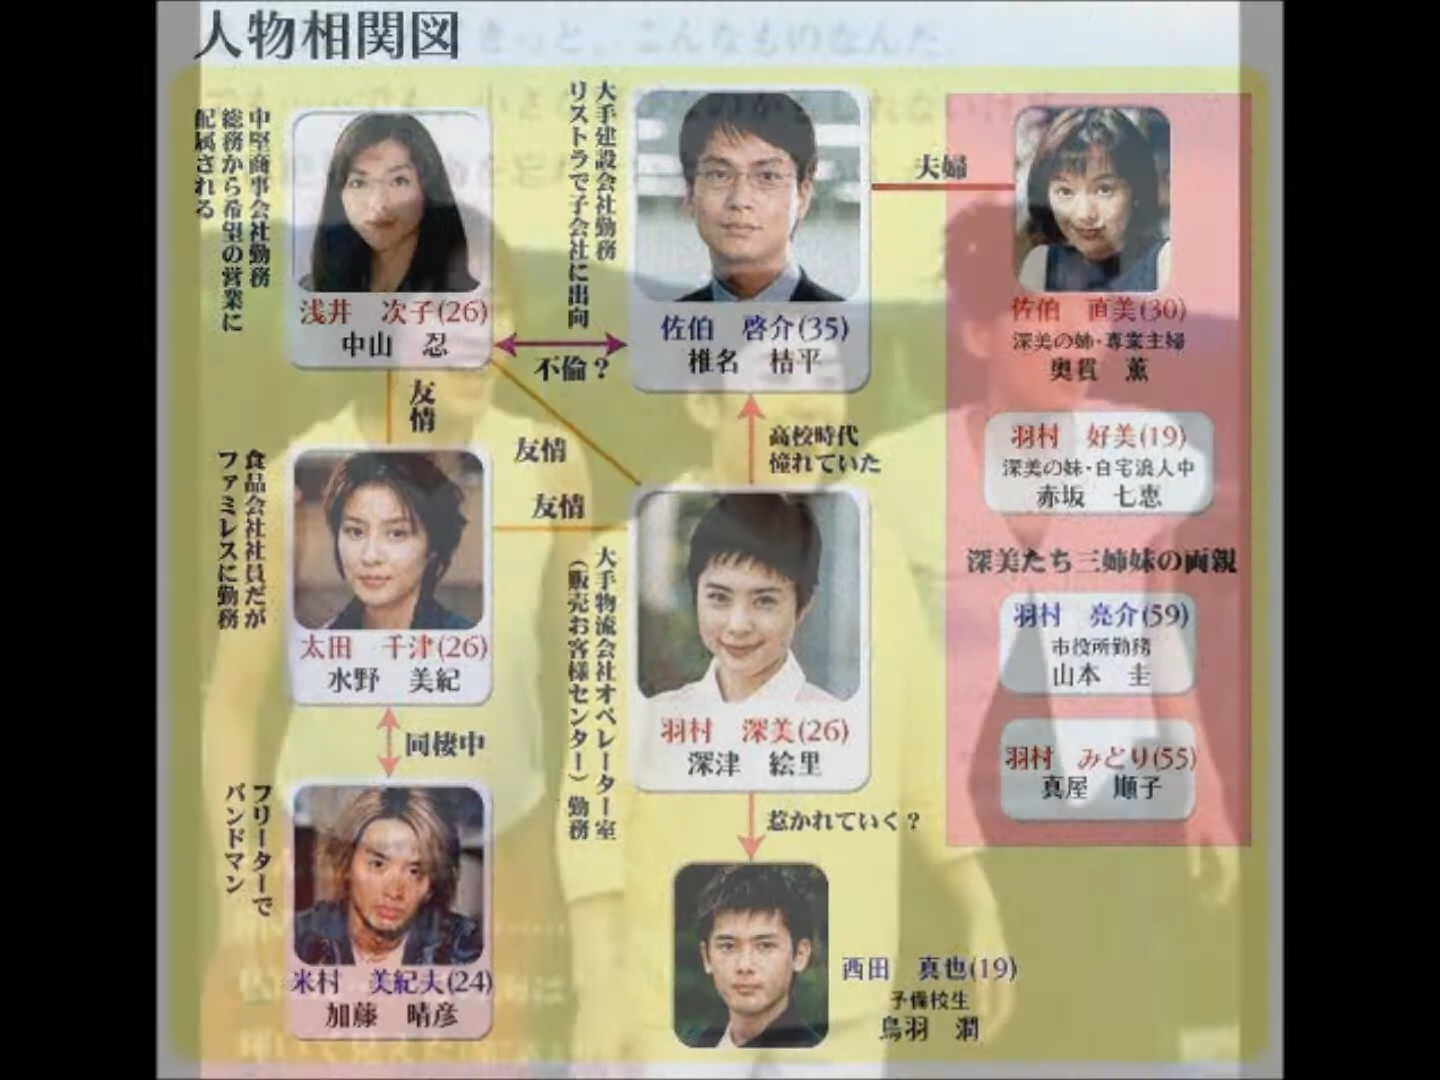 人物相関図
きっと、こんなものなんだ.
中堅商事会社勤務
総務から希望の営業に
配属される
浅井 次子(26)
中山 忍
大手建設会社勤務
リストラで子会社に出向
佐伯 啓介(35)
椎名 桔平
夫婦
佐伯 直美(30)
深美の姉・専業主婦
奥貫 薫
不倫？
友情
友情
友情
高校時代
憧れていた
羽村 好美(19)
深美の妹・自宅浪人中
赤坂 七恵
食品会社社員だが
ファミレスに勤務
太田 千津(26)
水野 美紀
大手物流会社オペレーター室
（販売お客様センター）勤務
羽村 深美(26)
深津 絵里
深美たち三姉妹の両親
羽村 亮介(59)
市役所勤務
山本 圭
羽村 みどり(55)
真屋 順子
同棲中
惹かれていく？
フリーターで
バンドマン
米村 美紀夫(24)
加藤 晴彦
西田 真也(19)
予備校生
鳥羽 潤